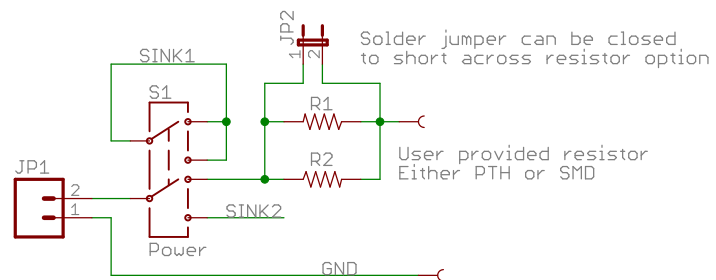 JP2
1 2
Solder jumper can be closed
to short across resistor option
SINK1
S1
R1
R2
User provided resistor
Either PTH or SMD
JP1
2
1
SINK2
Power
GND